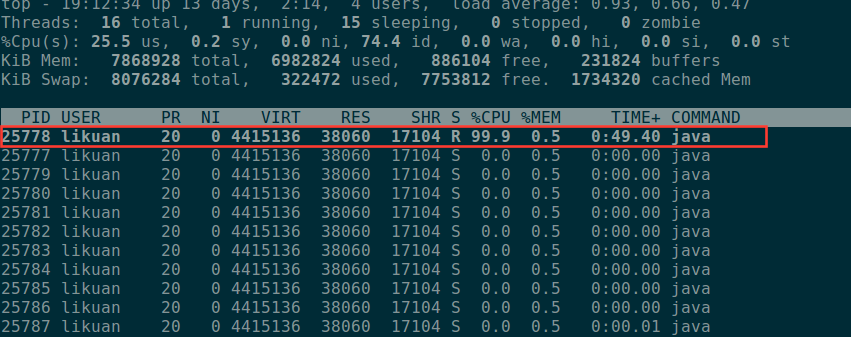 top - 19:12:34 up 13 days,  2:14,  4 users,  load average: 0.93, 0.66, 0.47
Threads:  16 total,   1 running,  15 sleeping,   0 stopped,   0 zombie
%Cpu(s): 25.5 us,  0.2 sy,  0.0 ni, 74.4 id,  0.0 wa,  0.0 hi,  0.0 si,  0.0 st
KiB Mem:   7868928 total,  6982824 used,   886104 free,   231824 buffers
KiB Swap:  8076284 total,   322472 used,  7753812 free.  1734320 cached Mem
PID USER      PR  NI    VIRT    RES    SHR S %CPU %MEM     TIME+ COMMAND
25778 likuan    20   0 4415136  38060  17104 R 99.9  0.5   0:49.40 java
25777 likuan    20   0 4415136  38060  17104 S  0.0  0.5   0:00.00 java
25779 likuan    20   0 4415136  38060  17104 S  0.0  0.5   0:00.00 java
25780 likuan    20   0 4415136  38060  17104 S  0.0  0.5   0:00.00 java
25781 likuan    20   0 4415136  38060  17104 S  0.0  0.5   0:00.00 java
25782 likuan    20   0 4415136  38060  17104 S  0.0  0.5   0:00.00 java
25783 likuan    20   0 4415136  38060  17104 S  0.0  0.5   0:00.00 java
25784 likuan    20   0 4415136  38060  17104 S  0.0  0.5   0:00.00 java
25785 likuan    20   0 4415136  38060  17104 S  0.0  0.5   0:00.00 java
25786 likuan    20   0 4415136  38060  17104 S  0.0  0.5   0:00.00 java
25787 likuan    20   0 4415136  38060  17104 S  0.0  0.5   0:00.01 java